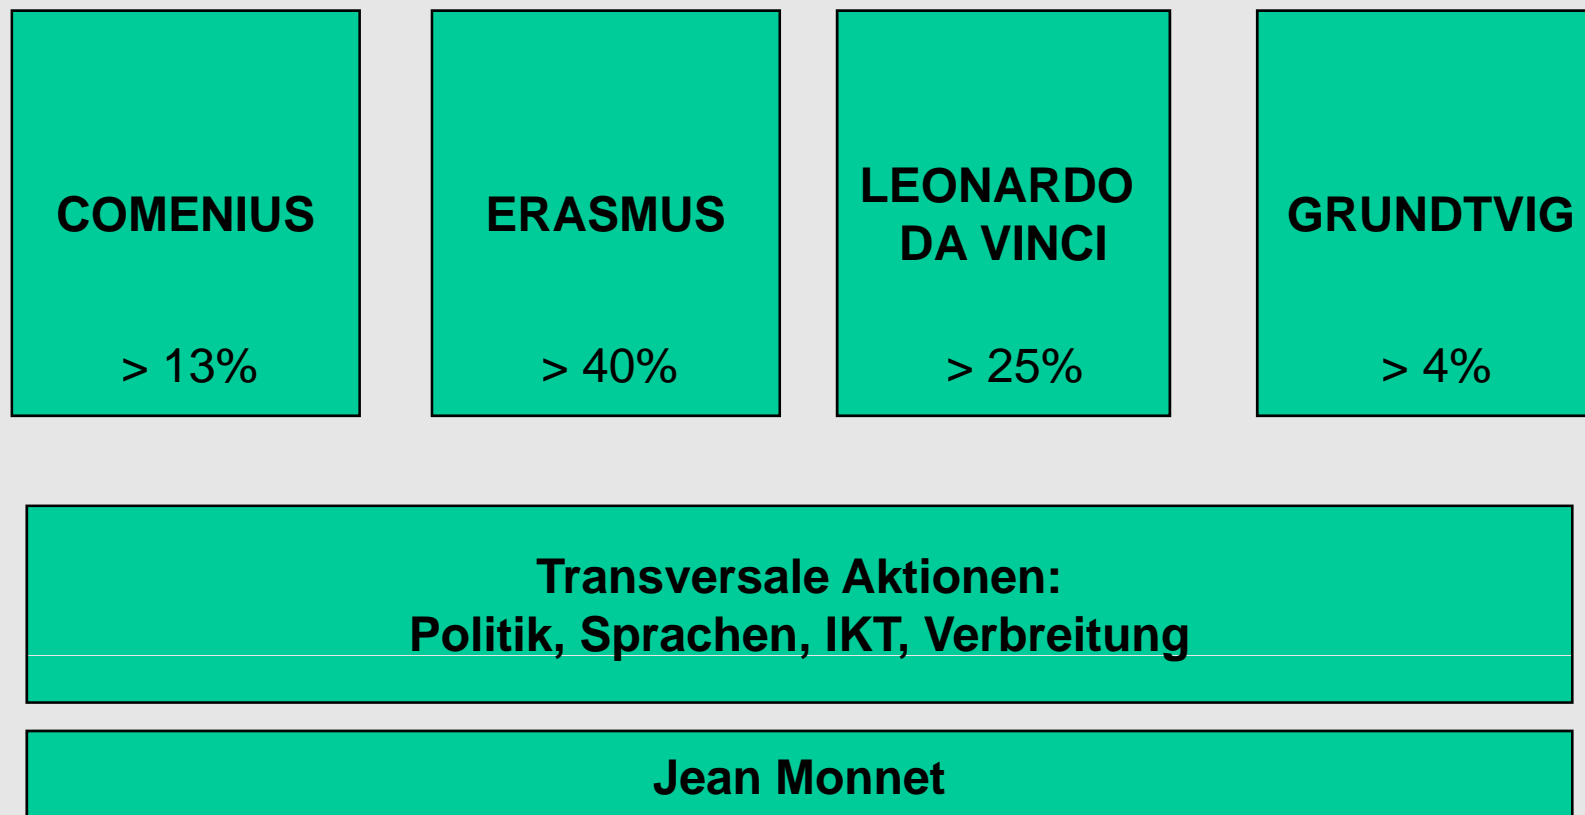 COMENIUS
> 13%
ERASMUS
> 40%
LEONARDO
DA VINCI
> 25%
GRUNDTVIG
> 4%
Transversale Aktionen:
Politik, Sprachen, IKT, Verbreitung
Jean Monnet